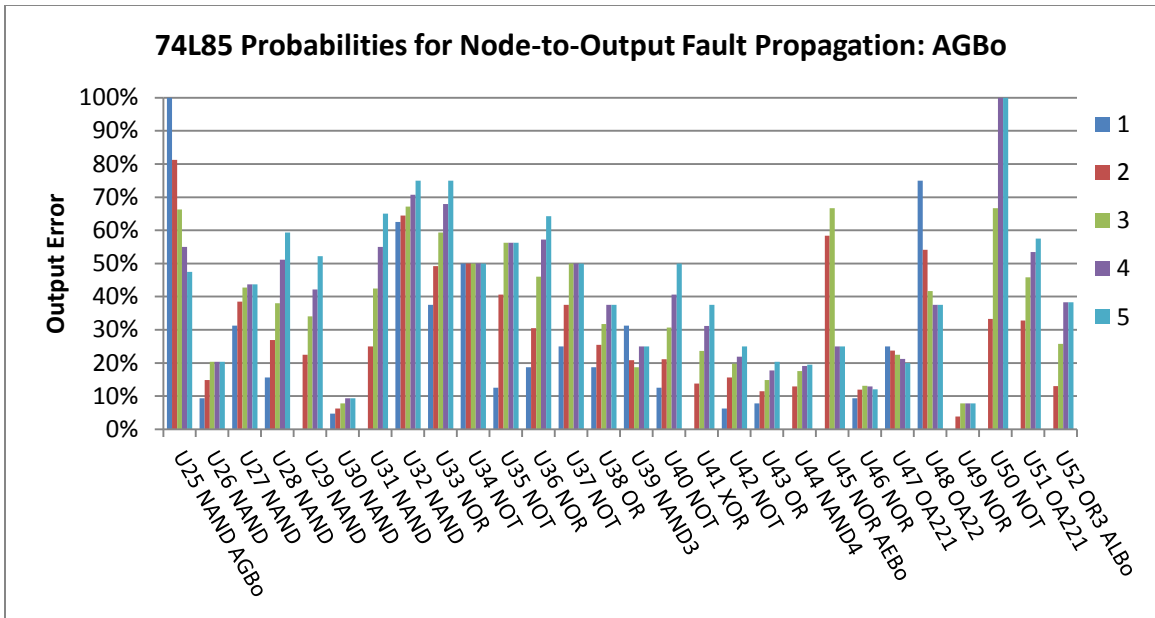 74L85 Probabilities for Node-to-Output Fault Propagation: AGBo
Output Error
100%
90%
80%
70%
60%
50%
40%
30%
20%
10%
0%
U25 NAND AGBo
U26 NAND
U27 NAND
U28 NAND
U29 NAND
U30 NAND
U31 NAND
U32 NAND
U33 NOR
U34 NOT
U35 NOT
U36 NOR
U37 NOT
U38 OR
U39 NAND3
U40 NOT
U41 XOR
U42 NOT
U43 OR
U44 NAND4
U45 NOR AEBo
U46 NOR
U47 OA221
U48 OA22
U49 NOR
U50 NOT
U51 OA221
U52 OR3 ALBo
1
2
3
4
5